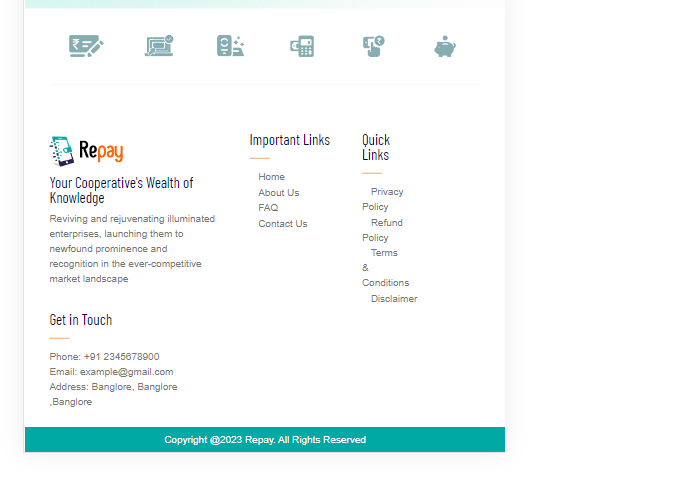 Repay
Your Cooperative's Wealth of
Knowledge
Reviving and rejuvenating illuminated
enterprises, launching them to
newfound prominence and
recognition in the ever-competitive
market landscape
Important Links
Home
About Us
FAQ
Contact Us
Quick
Links
Privacy
Policy
Refund
Policy
Terms
&
Conditions
Disclaimer
Get in Touch
Phone: +91 2345678900
Email: example@gmail.com
Address: Banglore, Banglore
,Banglore
Copyright @2023 Repay. All Rights Reserved